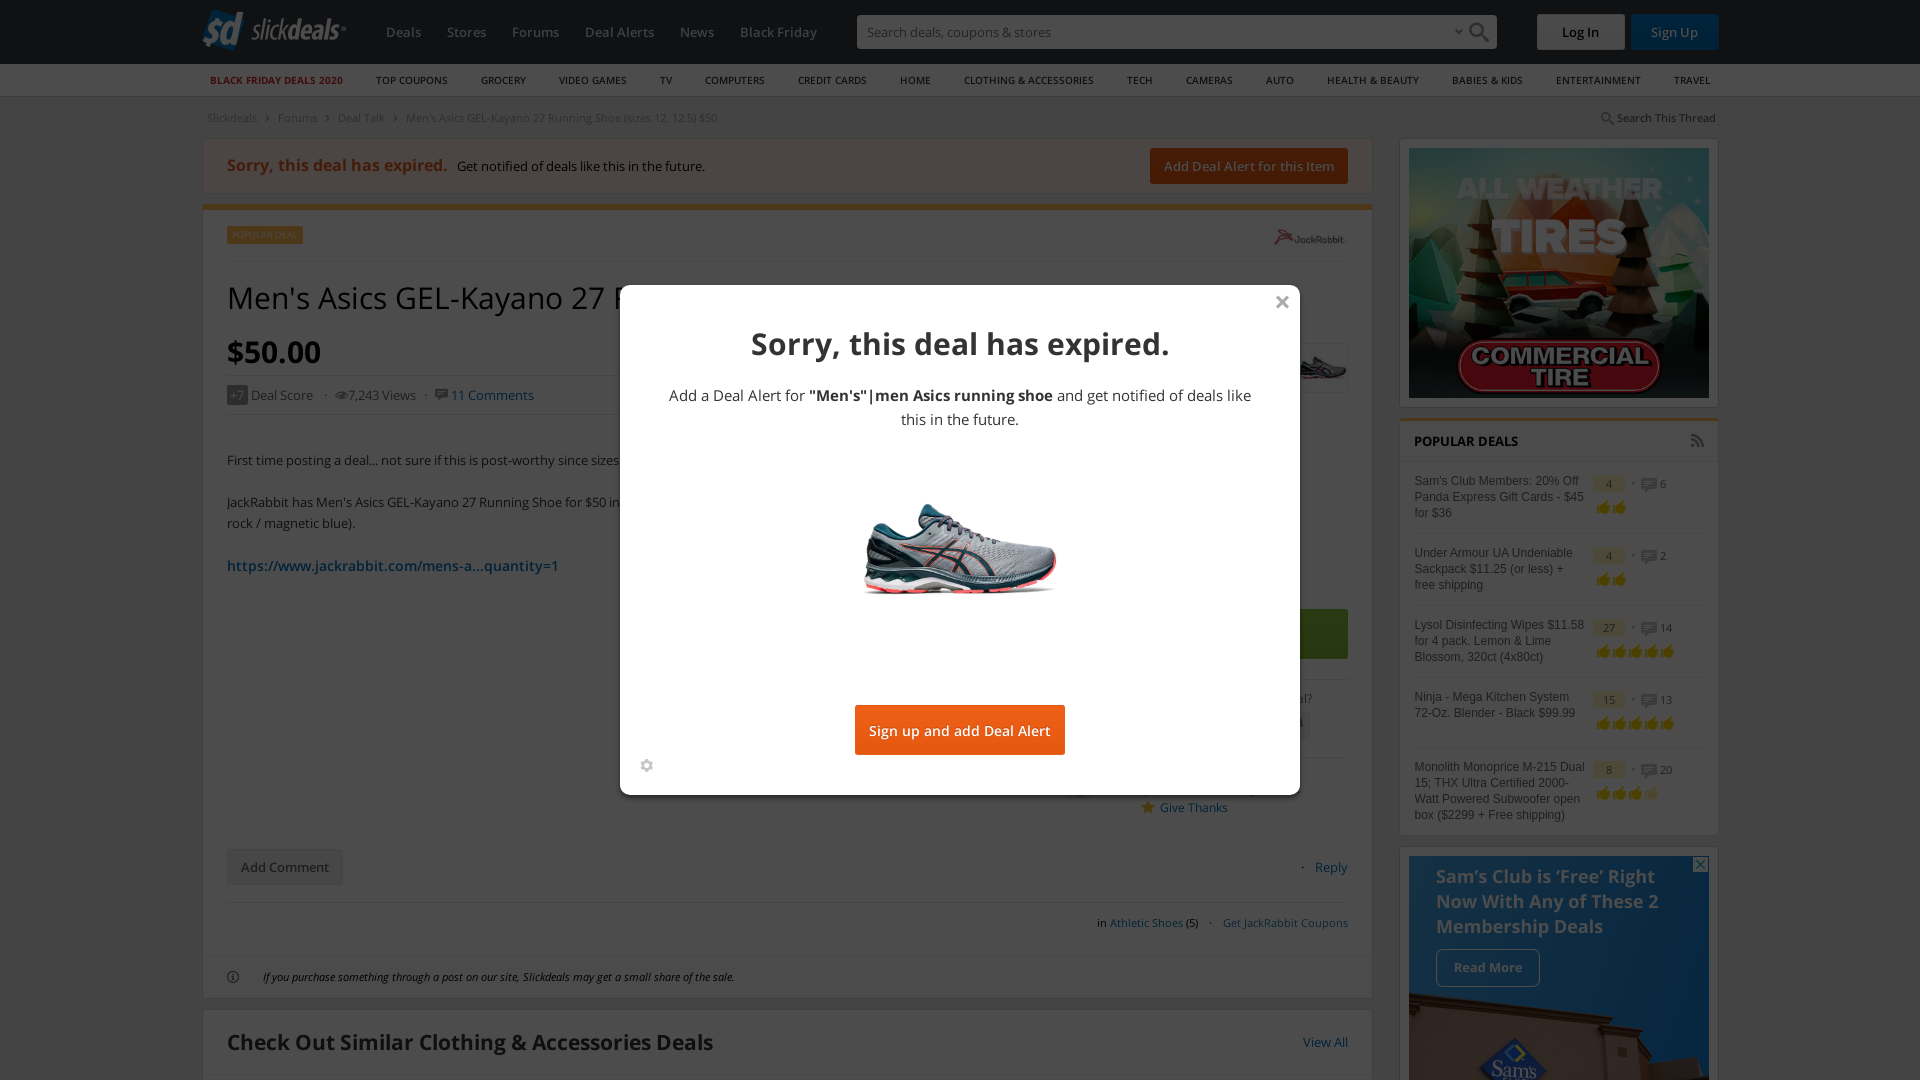 sd slickdeals
Deals Stores Forums Deal Alerts News Black Friday
Search deals, coupons & stores
Log In Sign Up
BLACK FRIDAY DEALS 2020 TOP COUPONS GROCERY VIDEO GAMES TV COMPUTERS CREDIT CARDS HOME CLOTHING & ACCESSORIES TECH CAMERAS AUTO HEALTH & BEAUTY BABIES & KIDS ENTERTAINMENT TRAVEL
Slickdeals > Forums > Deal Talk > Men's Asics GEL-Kayano 27 Running Shoe (sizes 12, 12.5) $50
Search This Thread
Sorry, this deal has expired. Get notified of deals like this in the future.
Add Deal Alert for this Item
POPULAR DEAL
JackRabbit
Men's Asics GEL-Kayano 27
$50.00
+7 Deal Score · 7,243 Views · 11 Comments
First time posting a deal... not sure if this is post-worthy since sizes
JackRabbit has Men's Asics GEL-Kayano 27 Running Shoe for $50 in
rock / magnetic blue).
https://www.jackrabbit.com/mens-a...quantity=1
Sorry, this deal has expired.
Add a Deal Alert for "Men's"|men Asics running shoe and get notified of deals like
this in the future.
Sign up and add Deal Alert
Give Thanks
Add Comment
· Reply
in Athletic Shoes (5) · Get JackRabbit Coupons
If you purchase something through a post on our site, Slickdeals may get a small share of the sale.
Check Out Similar Clothing & Accessories Deals
View All
ALL WEATHER
TIRES
COMMERCIAL
TIRE
POPULAR DEALS
Sam's Club Members: 20% Off
Panda Express Gift Cards - $45
for $36
4 · 6
Under Armour UA Undeniable
Sackpack $11.25 (or less) +
free shipping
4 · 2
Lysol Disinfecting Wipes $11.58
for 4 pack. Lemon & Lime
Blossom, 320ct (4x80ct)
27 · 14
Ninja - Mega Kitchen System
72-Oz. Blender - Black $99.99
15 · 13
Monolith Monoprice M-215 Dual
15; THX Ultra Certified 2000-
Watt Powered Subwoofer open
box ($2299 + Free shipping)
8 · 20
Sam's Club is 'Free' Right
Now With Any of These 2
Membership Deals
Read More
Sam's